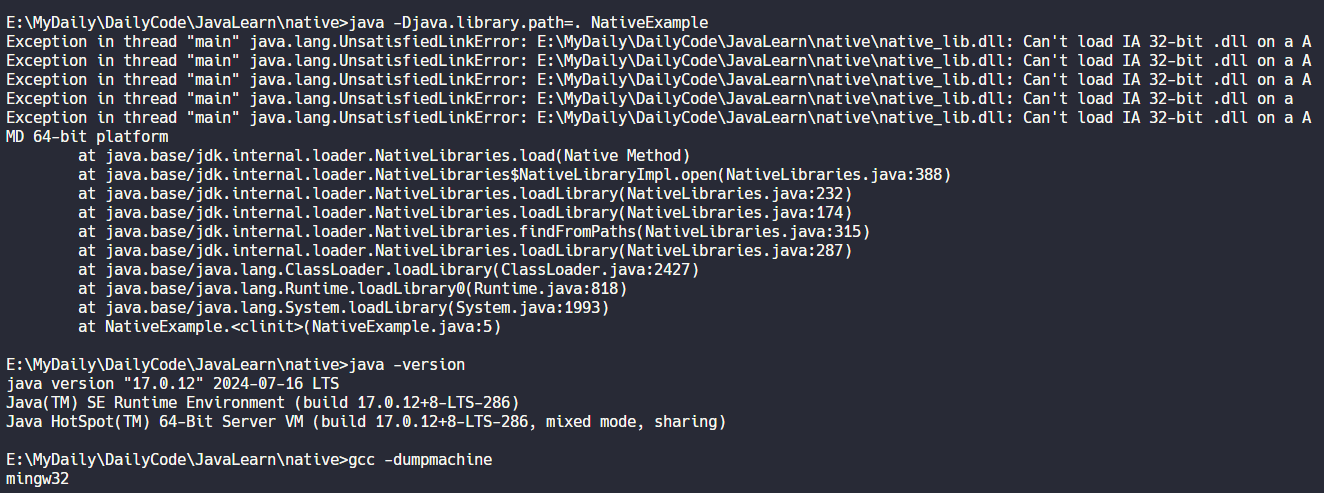 E:\MyDaily\DailyCode\JavaLearn\native>java -Djava.library.path=. NativeExample
Exception in thread "main" java.lang.UnsatisfiedLinkError: E:\MyDaily\DailyCode\JavaLearn\native\native_lib.dll: Can't load IA 32-bit .dll on a A
Exception in thread "main" java.lang.UnsatisfiedLinkError: E:\MyDaily\DailyCode\JavaLearn\native\native_lib.dll: Can't load IA 32-bit .dll on a A
Exception in thread "main" java.lang.UnsatisfiedLinkError: E:\MyDaily\DailyCode\JavaLearn\native\native_lib.dll: Can't load IA 32-bit .dll on a A
Exception in thread "main" java.lang.UnsatisfiedLinkError: E:\MyDaily\DailyCode\JavaLearn\native\native_lib.dll: Can't load IA 32-bit .dll on a
Exception in thread "main" java.lang.UnsatisfiedLinkError: E:\MyDaily\DailyCode\JavaLearn\native\native_lib.dll: Can't load IA 32-bit .dll on a A
MD 64-bit platform
        at java.base/jdk.internal.loader.NativeLibraries.load(Native Method)
        at java.base/jdk.internal.loader.NativeLibraries$NativeLibraryImpl.open(NativeLibraries.java:388)
        at java.base/jdk.internal.loader.NativeLibraries.loadLibrary(NativeLibraries.java:232)
        at java.base/jdk.internal.loader.NativeLibraries.loadLibrary(NativeLibraries.java:174)
        at java.base/jdk.internal.loader.NativeLibraries.findFromPaths(NativeLibraries.java:315)
        at java.base/jdk.internal.loader.NativeLibraries.loadLibrary(NativeLibraries.java:287)
        at java.base/java.lang.ClassLoader.loadLibrary(ClassLoader.java:2427)
        at java.base/java.lang.Runtime.loadLibrary0(Runtime.java:818)
        at java.base/java.lang.System.loadLibrary(System.java:1993)
        at NativeExample.<clinit>(NativeExample.java:5)
E:\MyDaily\DailyCode\JavaLearn\native>java -version
java version "17.0.12" 2024-07-16 LTS
Java(TM) SE Runtime Environment (build 17.0.12+8-LTS-286)
Java HotSpot(TM) 64-Bit Server VM (build 17.0.12+8-LTS-286, mixed mode, sharing)
E:\MyDaily\DailyCode\JavaLearn\native>gcc -dumpmachine
mingw32